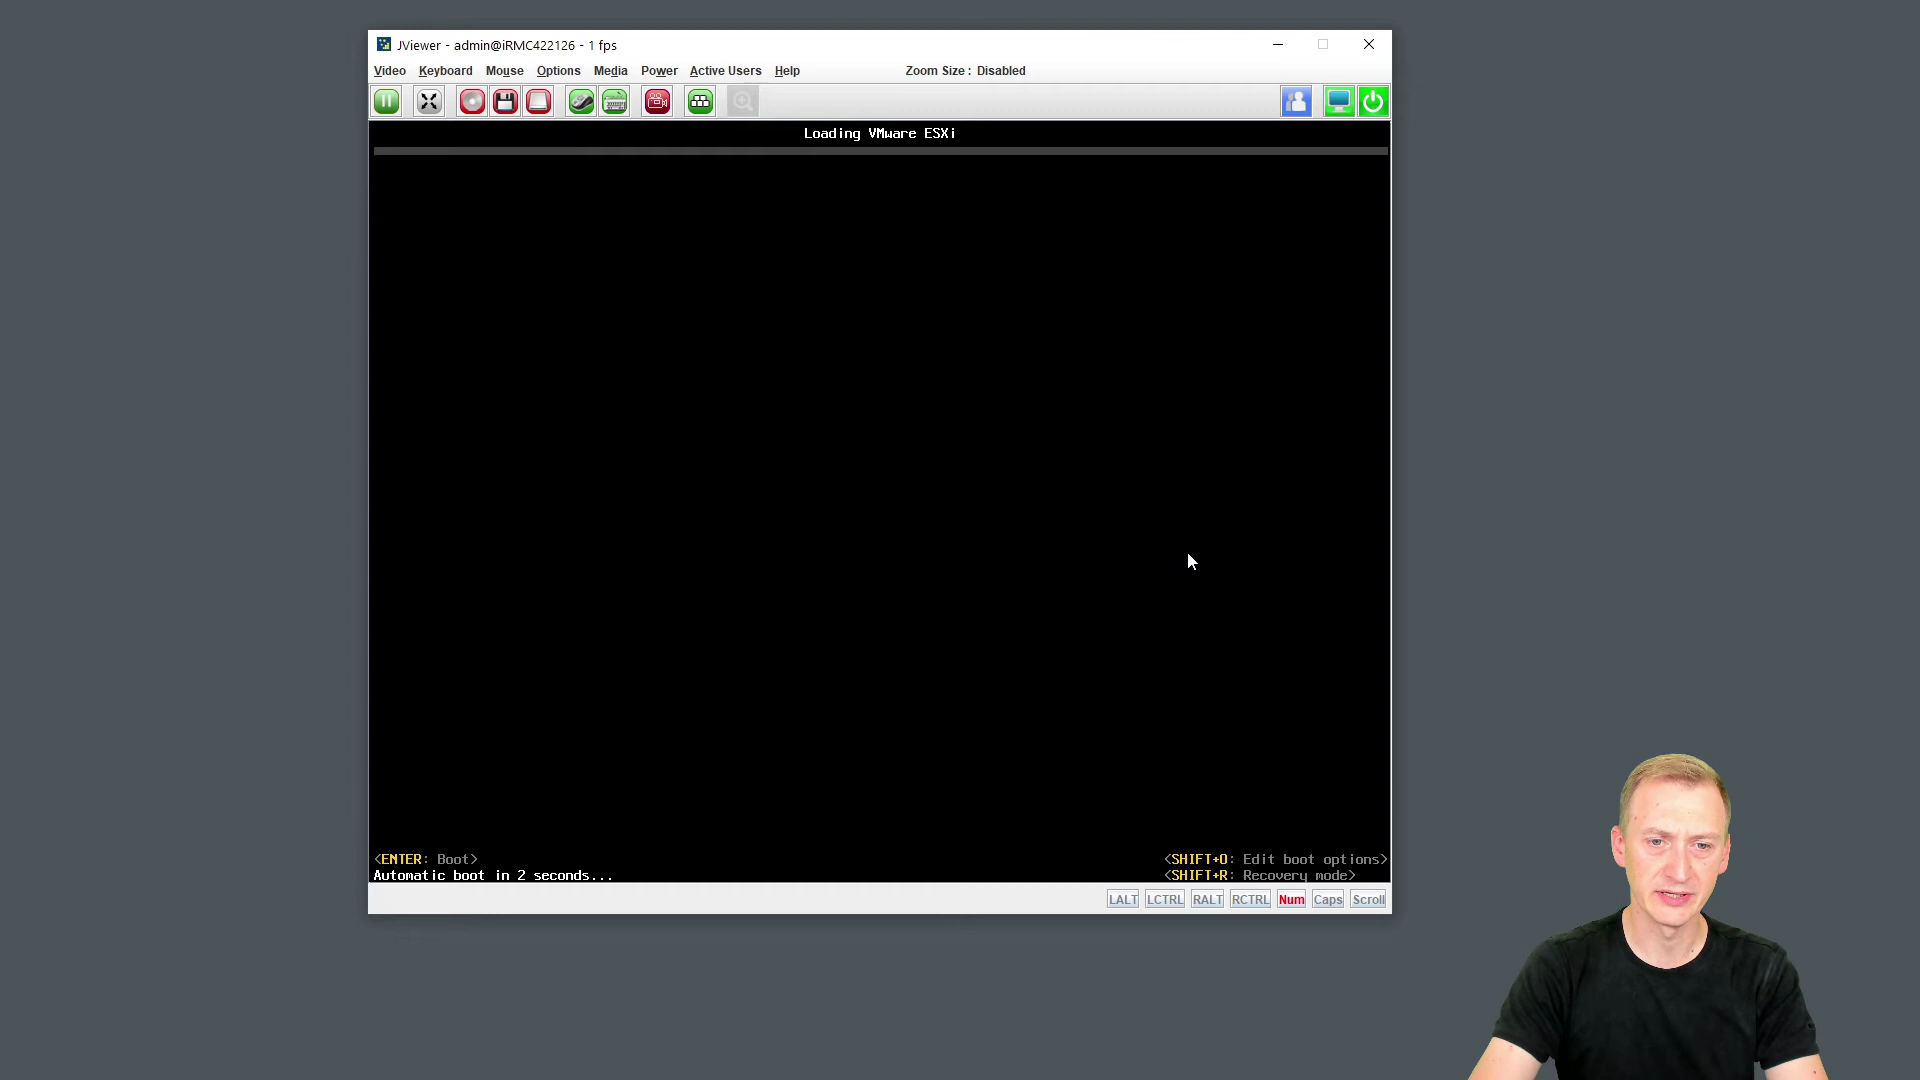 JViewer - admin@iRMC422126 - 1 fps
Video Keyboard Mouse Options Media Power Active Users Help Zoom Size : Disabled
Loading VMware ESXi
<ENTER: Boot> <SHIFT+O: Edit boot options>
Automatic boot in 2 seconds... <SHIFT+R: Recovery mode>
LALT LCTRL RALT RCTRL Num Caps Scroll